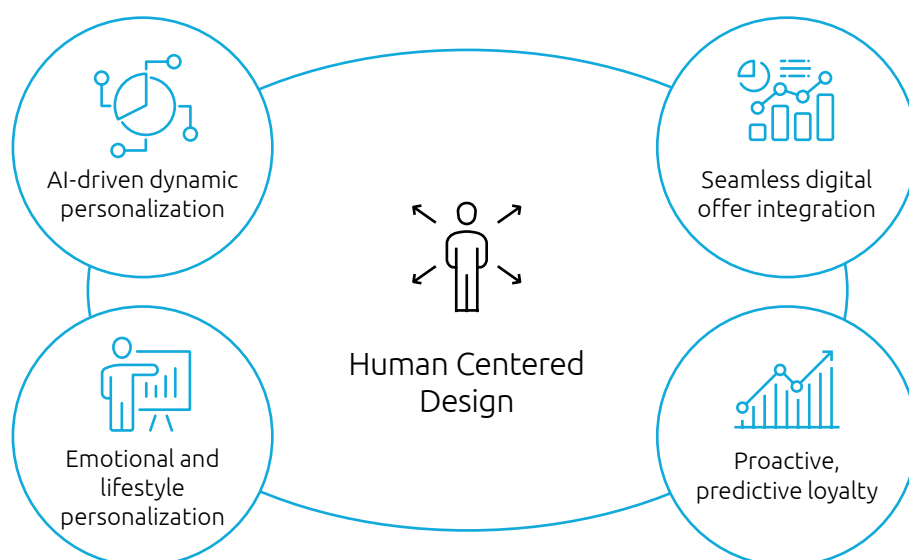 AI-driven dynamic
personalization
Seamless digital
offer integration
Human Centered
Design
Emotional and
lifestyle
personalization
Proactive,
predictive loyalty